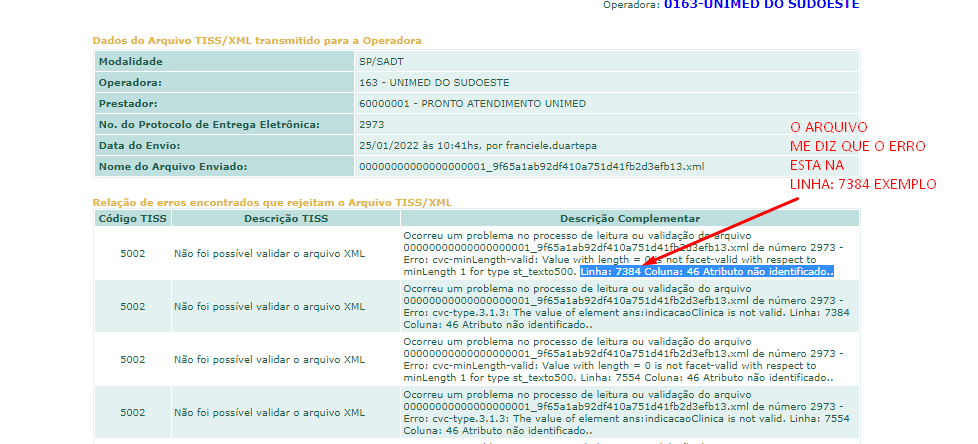 Operadora: 0163-UNIMED DO SUDOESTE
Dados do Arquivo TISS/XML transmitido para a Operadora
Modalidade SP/SADT
Operadora: 163 - UNIMED DO SUDOESTE
Prestador: 60000001 - PRONTO ATENDIMENTO UNIMED
No. do Protocolo de Entrega Eletrônica: 2973
Data do Envio: 25/01/2022 às 10:41hs, por franciele.duartepa
Nome do Arquivo Enviado: 00000000000000000001_9f65a1ab92df410a751d41fb2d3efb13.xml
O ARQUIVO
ME DIZ QUE O ERRO
ESTA NA
LINHA: 7384 EXEMPLO
Relação de erros encontrados que rejeitam o Arquivo TISS/XML
Código TISS Descrição TISS Descrição Complementar
5002 Não foi possível validar o arquivo XML
Ocorreu um problema no processo de leitura ou validação do arquivo
00000000000000000001_9f65a1ab92df410a751d41fb2d3efb13.xml de número 2973 -
Erro: cvc-minLength-valid: Value with length = 0 is not facet-valid with respect to
minLength 1 for type st_texto500. Linha: 7384 Coluna: 46 Atributo não identificado..
5002 Não foi possível validar o arquivo XML
Ocorreu um problema no processo de leitura ou validação do arquivo
00000000000000000001_9f65a1ab92df410a751d41fb2d3efb13.xml de número 2973 -
Erro: cvc-type.3.1.3: The value of element ans:indicacaoClinica is not valid. Linha: 7384
Coluna: 46 Atributo não identificado..
5002 Não foi possível validar o arquivo XML
Ocorreu um problema no processo de leitura ou validação do arquivo
00000000000000000001_9f65a1ab92df410a751d41fb2d3efb13.xml de número 2973 -
Erro: cvc-minLength-valid: Value with length = 0 is not facet-valid with respect to
minLength 1 for type st_texto500. Linha: 7554 Coluna: 46 Atributo não identificado..
5002 Não foi possível validar o arquivo XML
Ocorreu um problema no processo de leitura ou validação do arquivo
00000000000000000001_9f65a1ab92df410a751d41fb2d3efb13.xml de número 2973 -
Erro: cvc-type.3.1.3: The value of element ans:indicacaoClinica is not valid. Linha: 7554
Coluna: 46 Atributo não identificado..